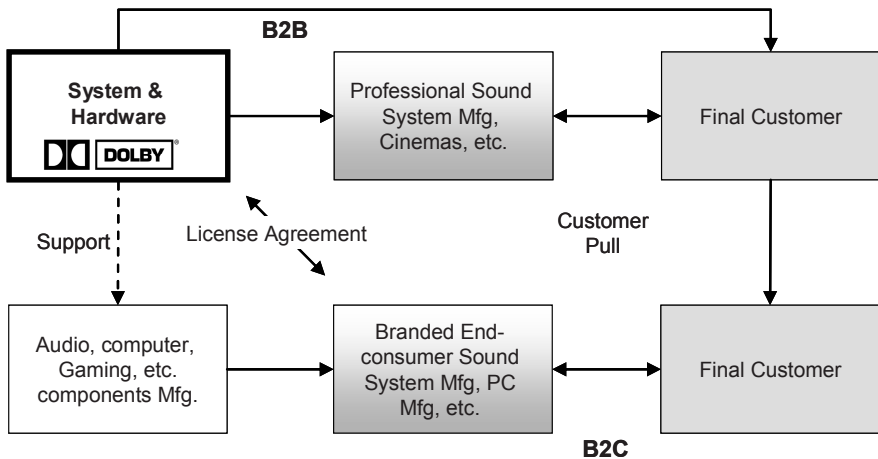 B2B
System &
Hardware
DOLBY®
Professional Sound
System Mfg,
Cinemas, etc.
Final Customer
Support
License Agreement
Customer
Pull
Audio, computer,
Gaming, etc.
components Mfg.
Branded End-
consumer Sound
System Mfg, PC
Mfg, etc.
Final Customer
B2C